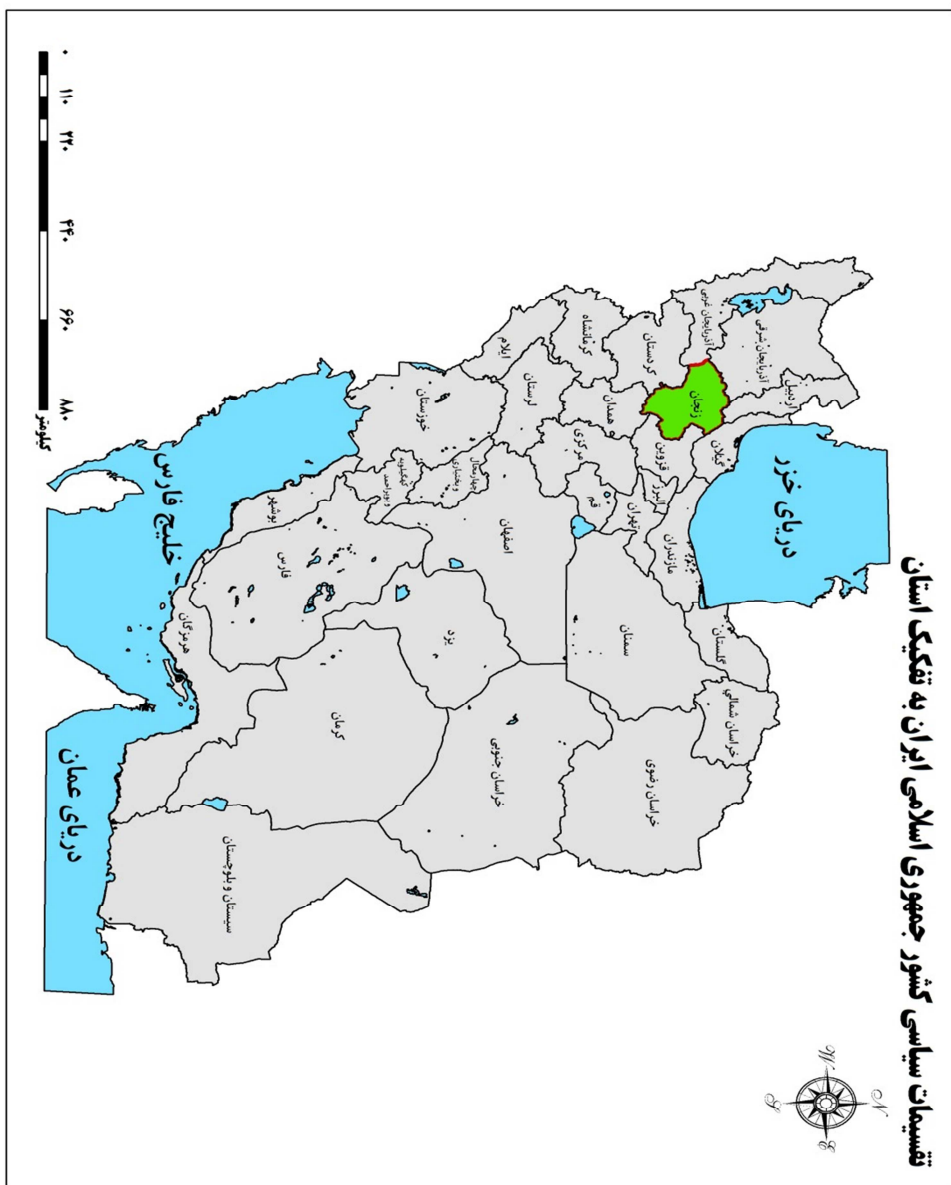 تقسیمات سیاسی کشور جمهوری اسلامی ایران به تفکیک استان
N
W
E
S
دریای خزر
اردبیل
آذربایجان شرقی
آذربایجان غربی
گیلان
زنجان
مازندران
گلستان
خراسان شمالي
قزوین
البرز
تهران
سمنان
خراسان رضوی
کردستان
همدان
مرکزی
قم
کرمانشاه
لرستان
ایلام
اصفهان
خراسان جنوبی
خوزستان
چهارمحال
و بختیاری
کهگیلویه
و بویراحمد
یزد
فارس
کرمان
بوشهر
هرمزگان
سیستان و بلوچستان
خلیج فارس
دریای عمان
۰ ۱۱۰ ۲۲۰ ۴۴۰ ۶۶۰ ۸۸۰
کیلومتر